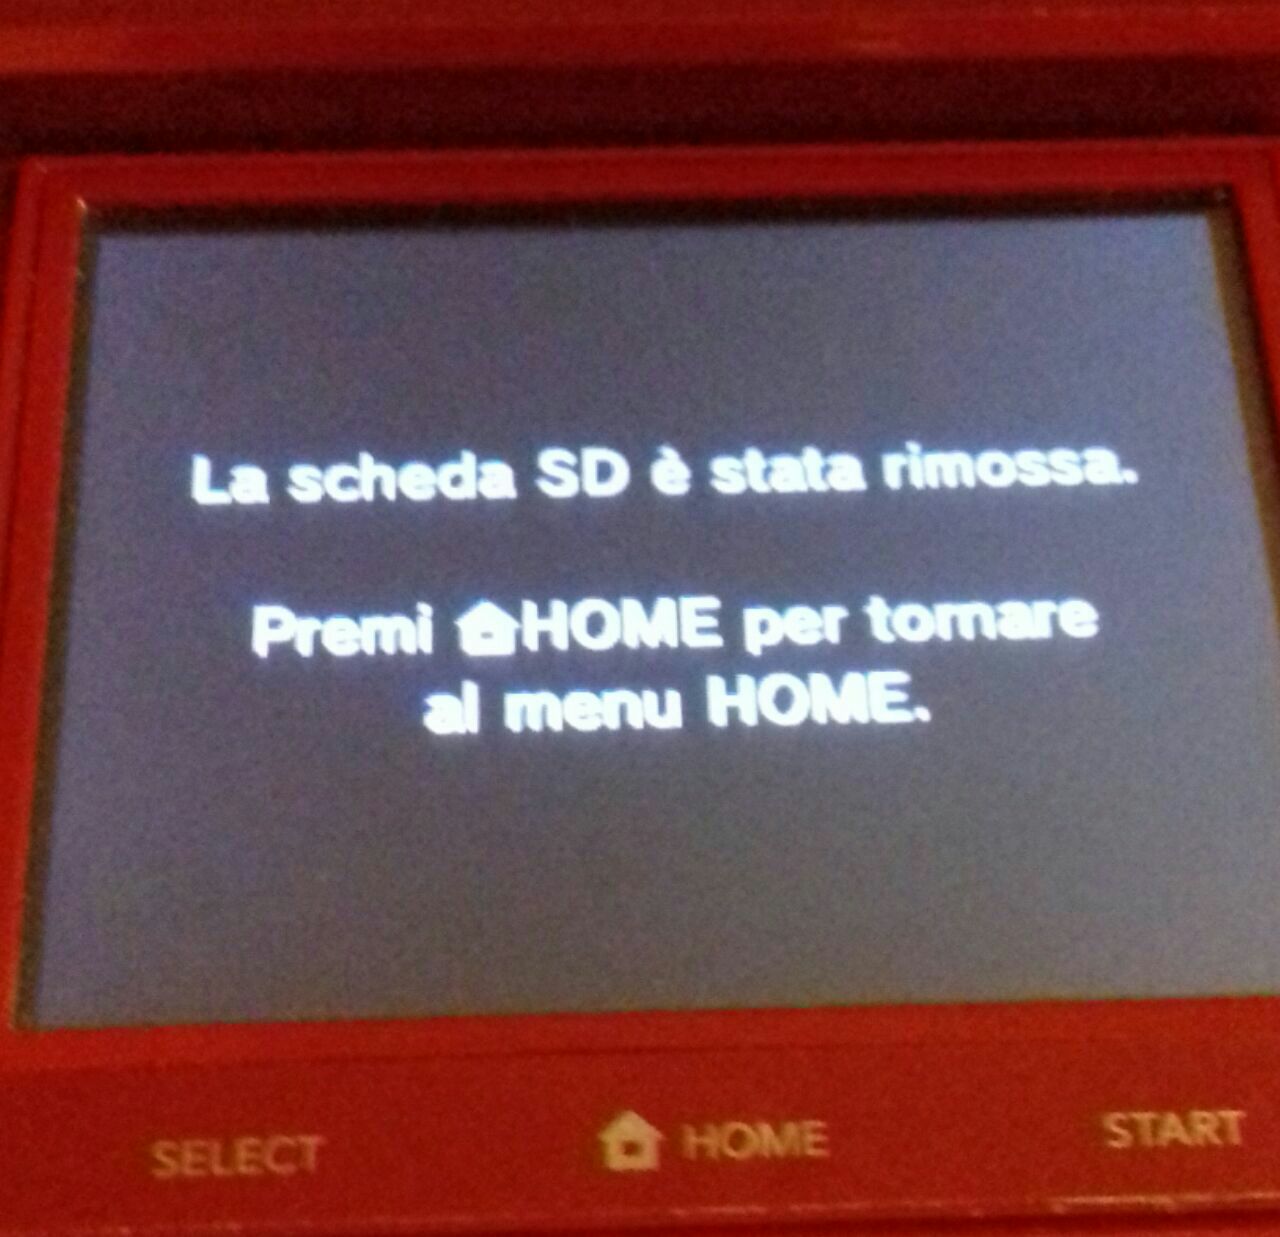 La scheda SD è stata rimossa.
Premi HOME per tornare
al menu HOME.
SELECT HOME START